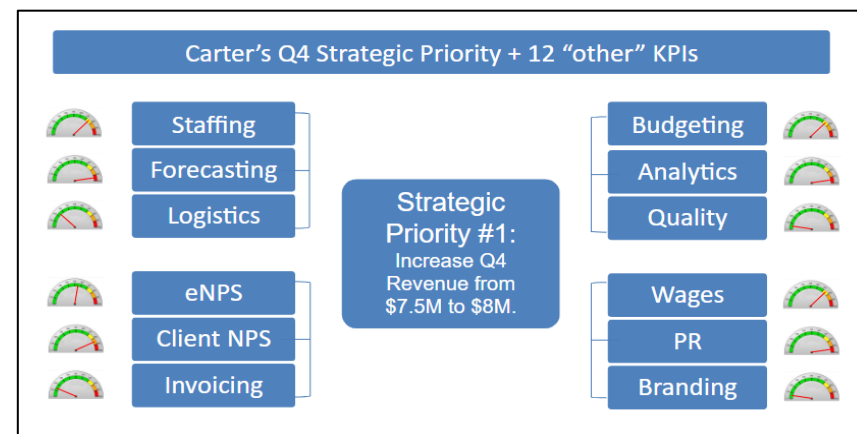 Carter's Q4 Strategic Priority + 12 “other” KPIs
Staffing
Forecasting
Logistics
eNPS
Client NPS
Invoicing
Strategic
Priority #1:
Increase Q4
Revenue from
$7.5M to $8M.
Budgeting
Analytics
Quality
Wages
PR
Branding